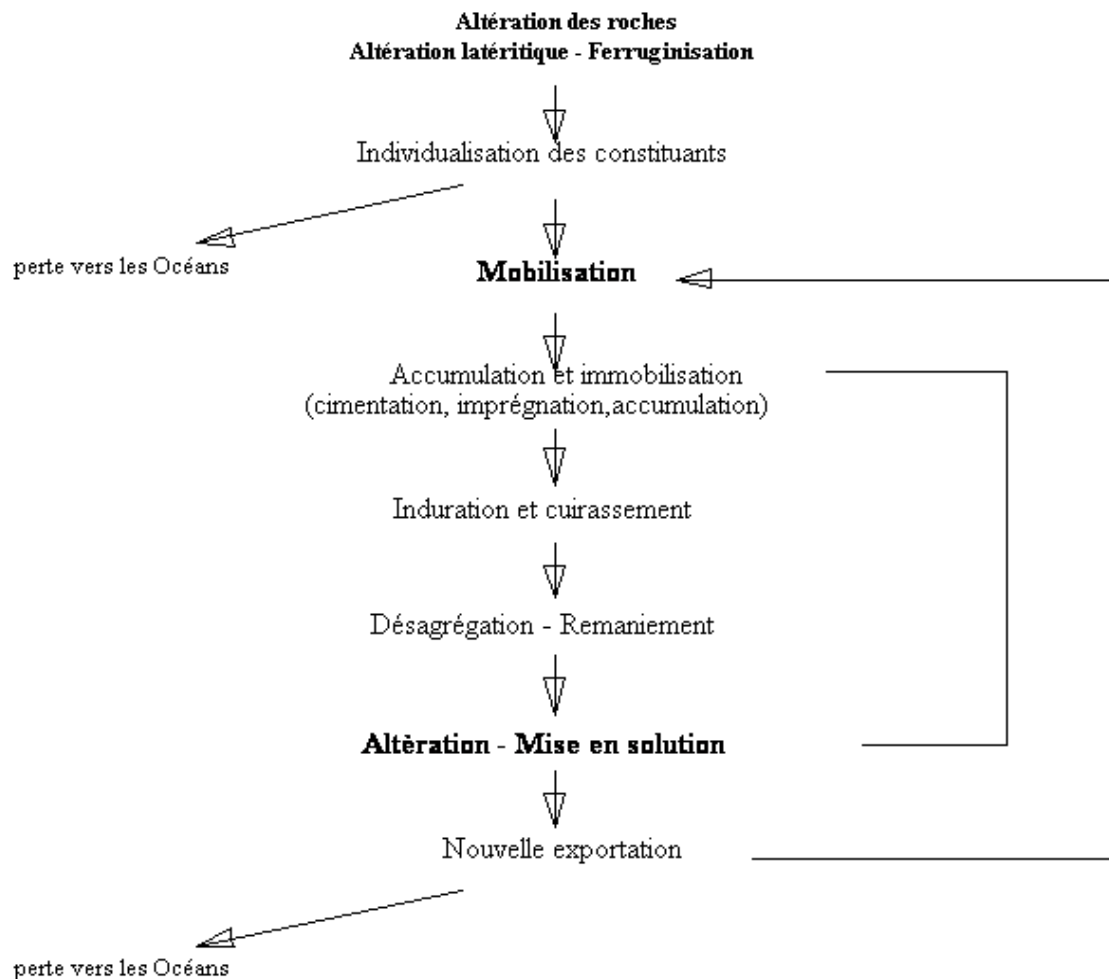 Altération des roches
Altération latéritique - Ferruginisation
Individualisation des constituants
perte vers les Océans
Mobilisation
Accumulation et immobilisation
(cimentation, imprégnation,accumulation)
Induration et cuirassement
Désagrégation - Remaniement
Altèration - Mise en solution
Nouvelle exportation
perte vers les Océans